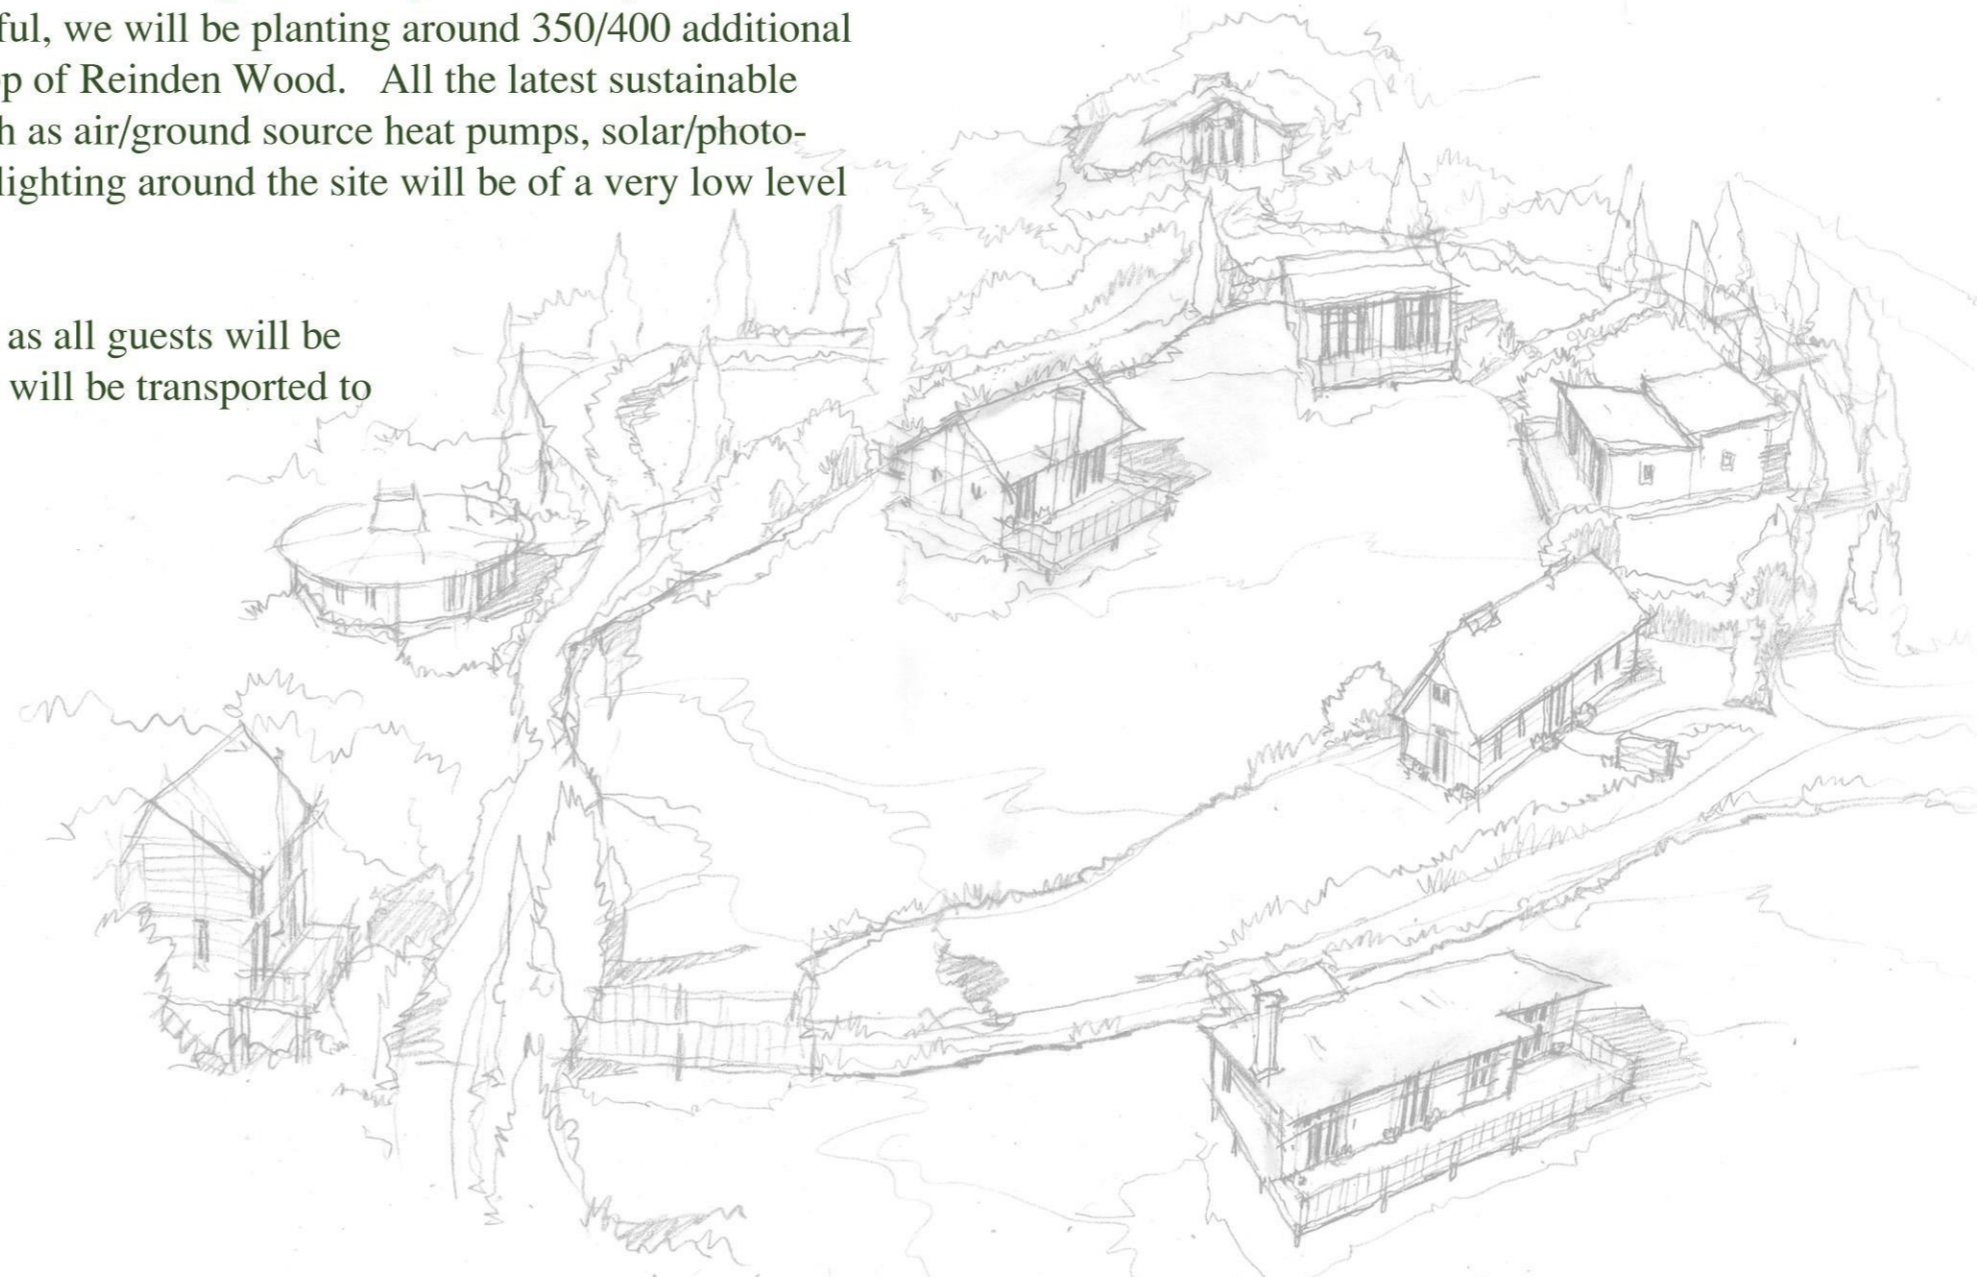 ful, we will be planting around 350/400 additional
p of Reinden Wood. All the latest sustainable
h as air/ground source heat pumps, solar/photo-
lighting around the site will be of a very low level
as all guests will be
will be transported to